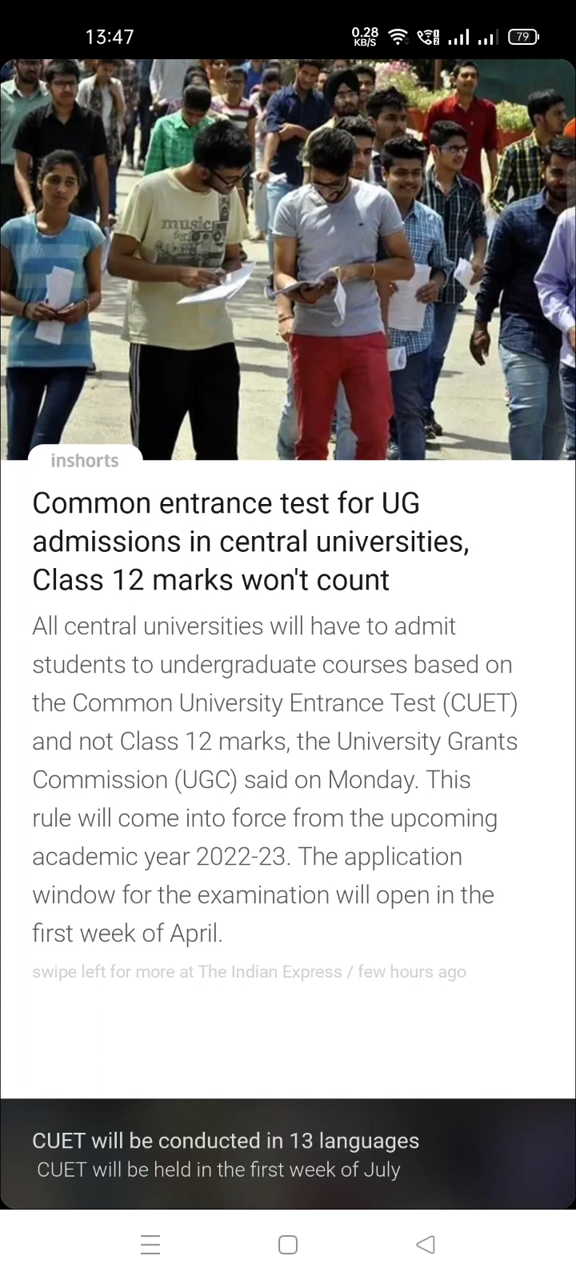 13:47
0.28
KB/S
79
music
inshorts
Common entrance test for UG
admissions in central universities,
Class 12 marks won't count
All central universities will have to admit
students to undergraduate courses based on
the Common University Entrance Test (CUET)
and not Class 12 marks, the University Grants
Commission (UGC) said on Monday. This
rule will come into force from the upcoming
academic year 2022-23. The application
window for the examination will open in the
first week of April.
swipe left for more at The Indian Express / few hours ago
CUET will be conducted in 13 languages
CUET will be held in the first week of July